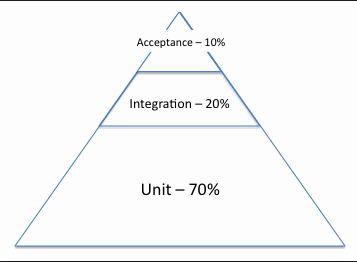 Acceptance – 10%
Integration – 20%
Unit – 70%